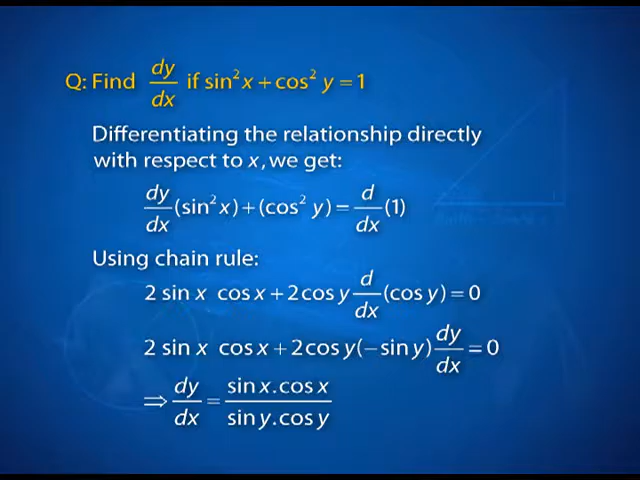 Q: Find dy/dx if sin²x + cos² y = 1
Differentiating the relationship directly
with respect to x, we get:
dy/dx (sin² x) + (cos² y) = d/dx (1)
Using chain rule:
2 sin x cos x + 2 cos y d/dx (cos y) = 0
2 sin x cos x + 2 cos y(− sin y) dy/dx = 0
⇒ dy/dx = sin x . cos x / sin y . cos y